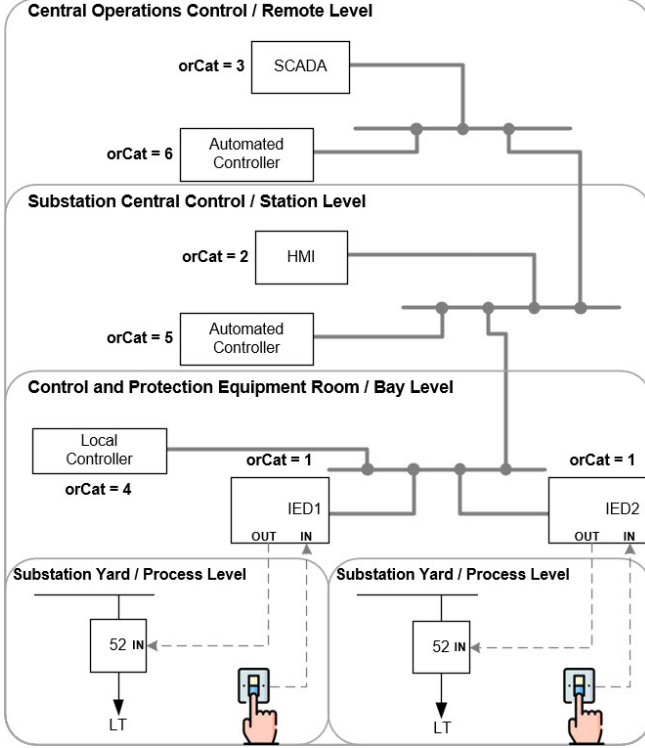 Central Operations Control / Remote Level
orCat = 3
SCADA
orCat = 6
Automated
Controller
Substation Central Control / Station Level
orCat = 2
HMI
orCat = 5
Automated
Controller
Control and Protection Equipment Room / Bay Level
Local
Controller
orCat = 4
orCat = 1
IED1
OUT IN
orCat = 1
IED2
OUT IN
Substation Yard / Process Level
52 IN
LT
Substation Yard / Process Level
52 IN
LT